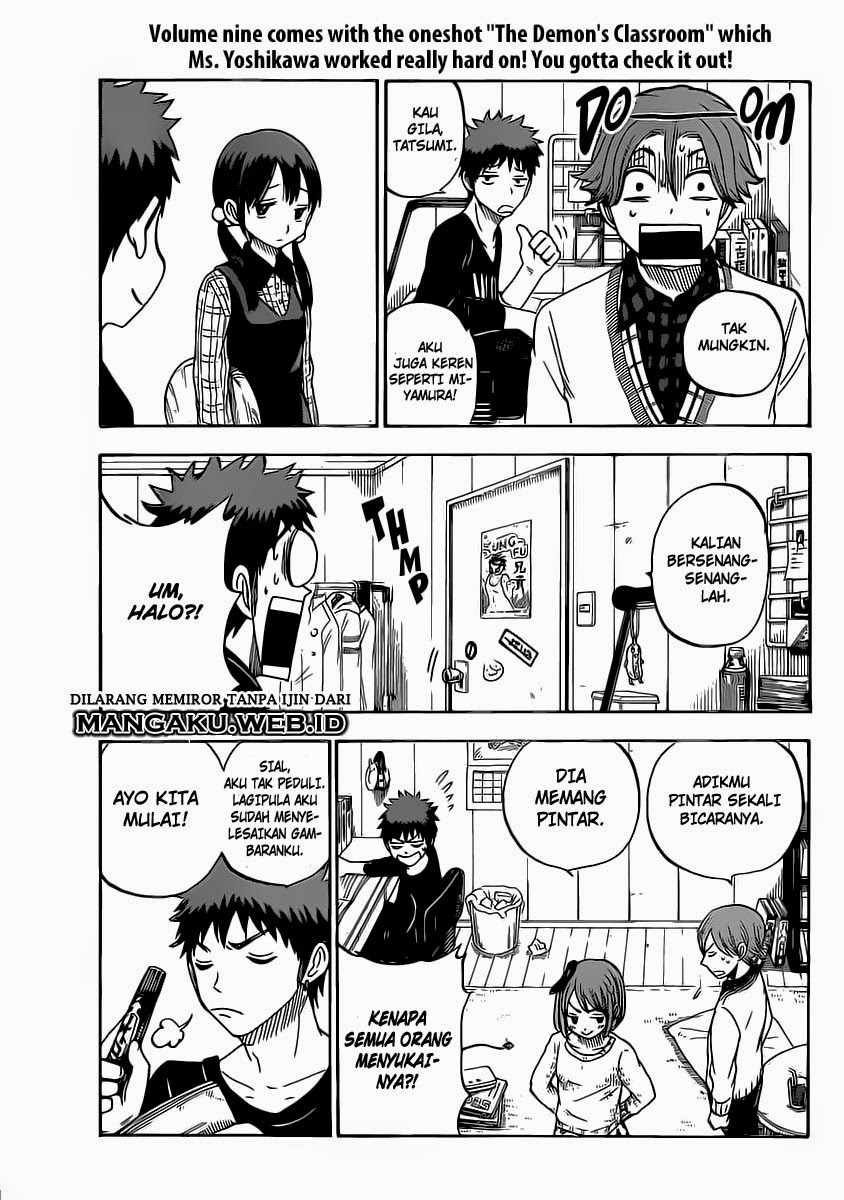 Volume nine comes with the oneshot "The Demon's Classroom" which
Ms. Yoshikawa worked really hard on! You gotta check it out!
DOOM
TAK
MUNGKIN.
KAU
GILA,
TATSUMI.
AKU
JUGA KEREN
SEPERTI MI-
YAMURA!
KALIAN
BERSENANG-
SENANG-
LAH.
THMP
UM,
HALO?!
DILARANG MEMIROR TANPA IJIN DARI
MANGAKU.WEB.ID
ADIKMU
PINTAR SEKALI
BICARANYA.
DIA
MEMANG
PINTAR.
KENAPA
SEMUA ORANG
MENYUKAI-
NYA?!
SIAL,
AKU TAK PEDULI.
LAGIPULA AKU
SUDAH MENYE-
LESAIKAN GAM-
BARANKU.
AYO KITA
MULAI!